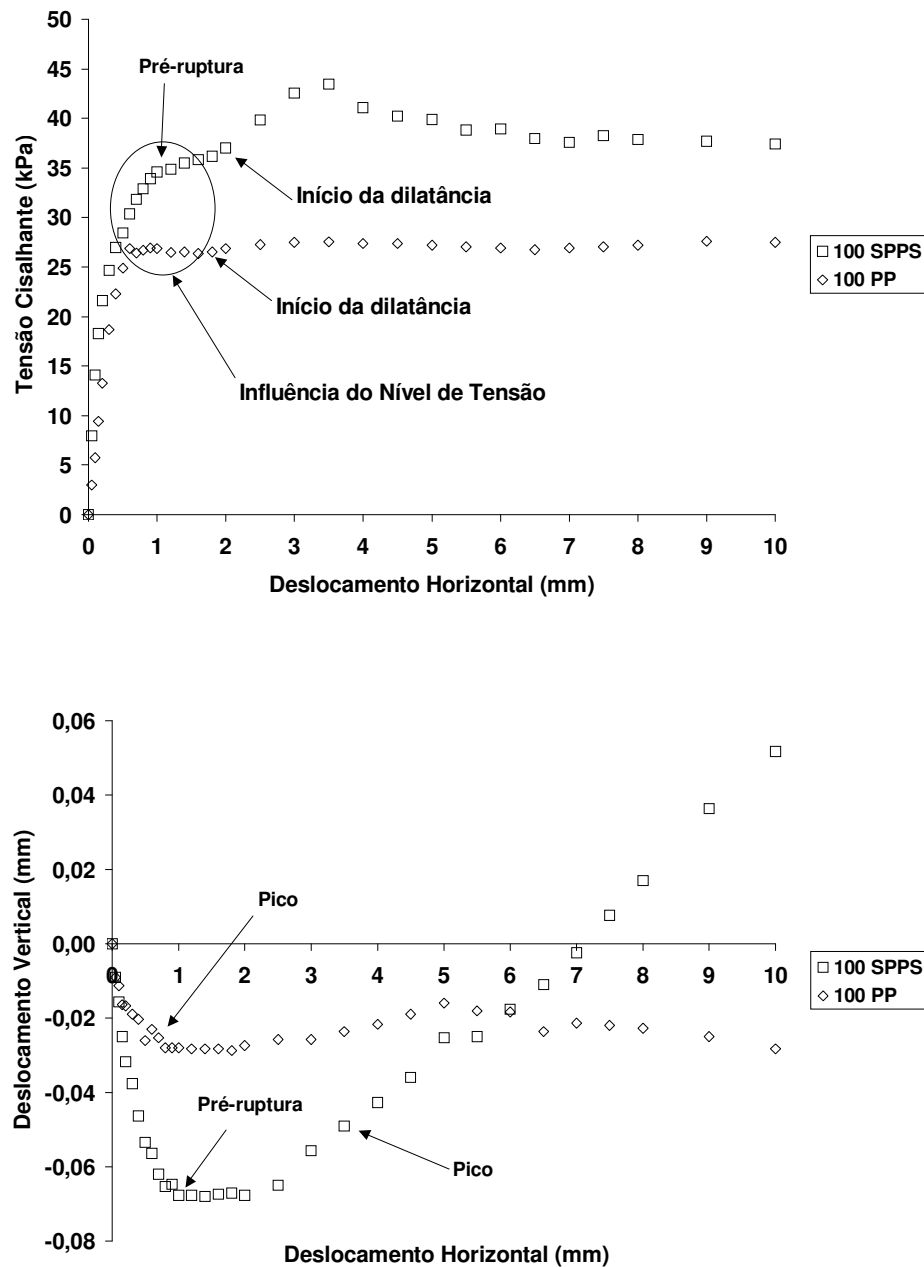 50
45
40
35
30
25
20
15
10
5
0
Tensão Cisalhante (kPa)
Pré-ruptura
Início da dilatância
Início da dilatância
Influência do Nível de Tensão
100 SPPS
100 PP
0 1 2 3 4 5 6 7 8 9 10
Deslocamento Horizontal (mm)
0,06
0,04
0,02
0,00
-0,02
-0,04
-0,06
-0,08
Deslocamento Vertical (mm)
Pico
0 1 2 3 4 5 6 7 8 9 10
100 SPPS
100 PP
Pré-ruptura
Pico
Deslocamento Horizontal (mm)